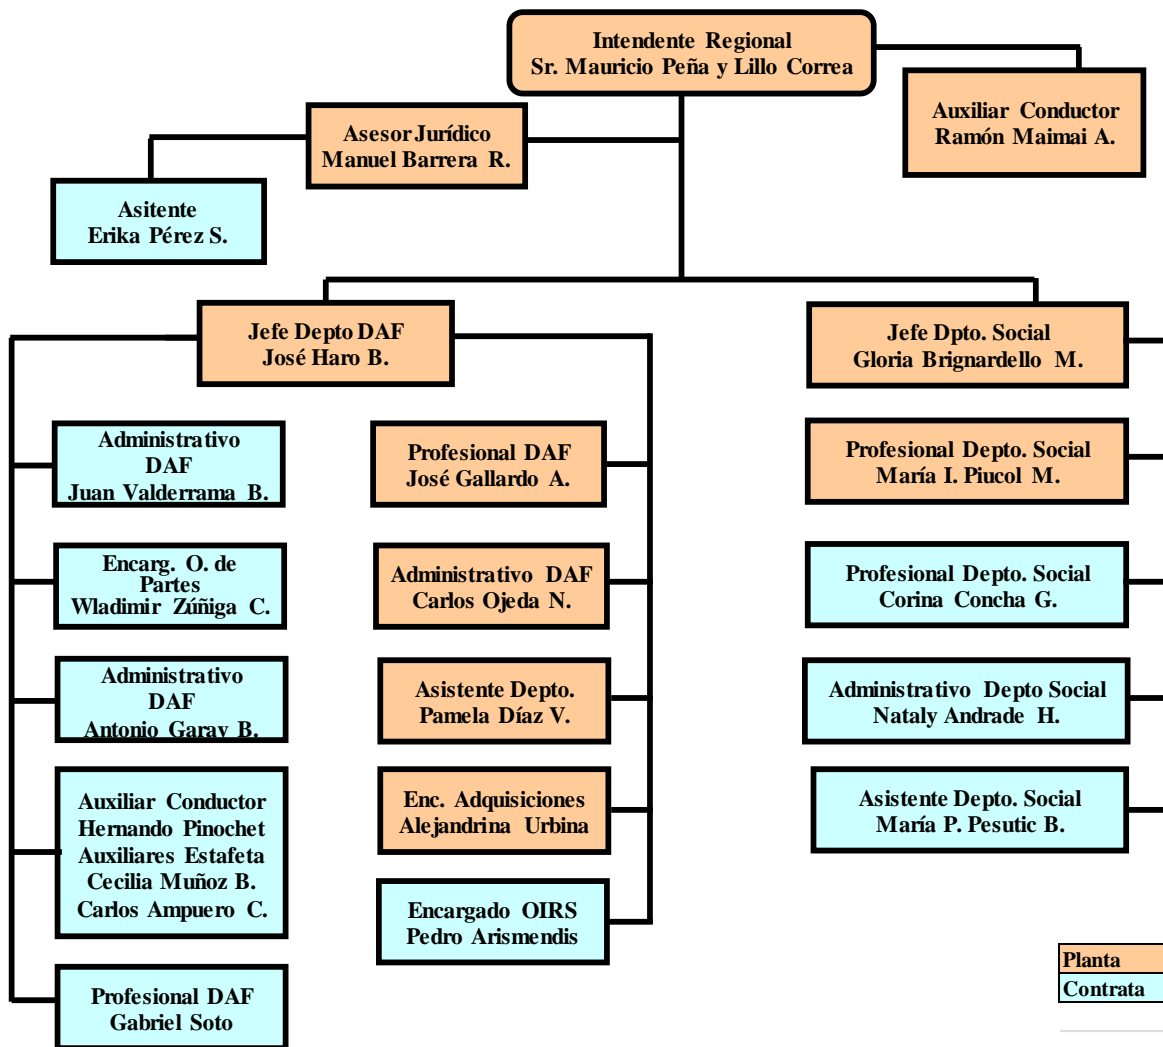 Intendente Regional
Sr. Mauricio Peña y Lillo Correa
Auxiliar Conductor
Ramón Maimai A.
Asesor Jurídico
Manuel Barrera R.
Asitente
Erika Pérez S.
Jefe Depto DAF
José Haro B.
Jefe Dpto. Social
Gloria Brignardello M.
Administrativo
DAF
Juan Valderrama B.
Encarg. O. de
Partes
Wladimir Zúñiga C.
Administrativo
DAF
Antonio Garay B.
Auxiliar Conductor
Hernando Pinochet
Auxiliares Estafeta
Cecilia Muñoz B.
Carlos Ampuero C.
Profesional DAF
Gabriel Soto
Profesional DAF
José Gallardo A.
Administrativo DAF
Carlos Ojeda N.
Asistente Depto.
Pamela Díaz V.
Enc. Adquisiciones
Alejandrina Urbina
Encargado OIRS
Pedro Arismendis
Profesional Depto. Social
María I. Piucol M.
Profesional Depto. Social
Corina Concha G.
Administrativo Depto Social
Nataly Andrade H.
Asistente Depto. Social
María P. Pesutic B.
Planta
Contrata